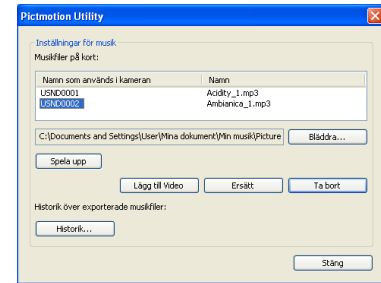 Pictmotion Utility
Inställningar för musik
Musikfiler på kort:
Namn som används i kameran Namn
USND0001 Acidity_1.mp3
USND0002 Ambianica_1.mp3
C:\Documents and Settings\User\Mina dokument\Min musik\Picture Bläddra...
Spela upp
Lägg till Video Ersätt Ta bort
Historik över exporterade musikfiler:
Historik...
Stäng